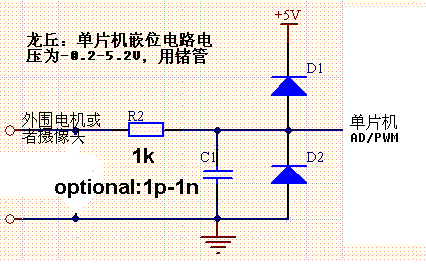 +5V
龙丘：单片机嵌位电路电
压为-0.2-5.2V，用锗管
D1
外围电机或
者摄像头
R2
单片机
AD/PWM
1k
C1
D2
optional:1p-1n